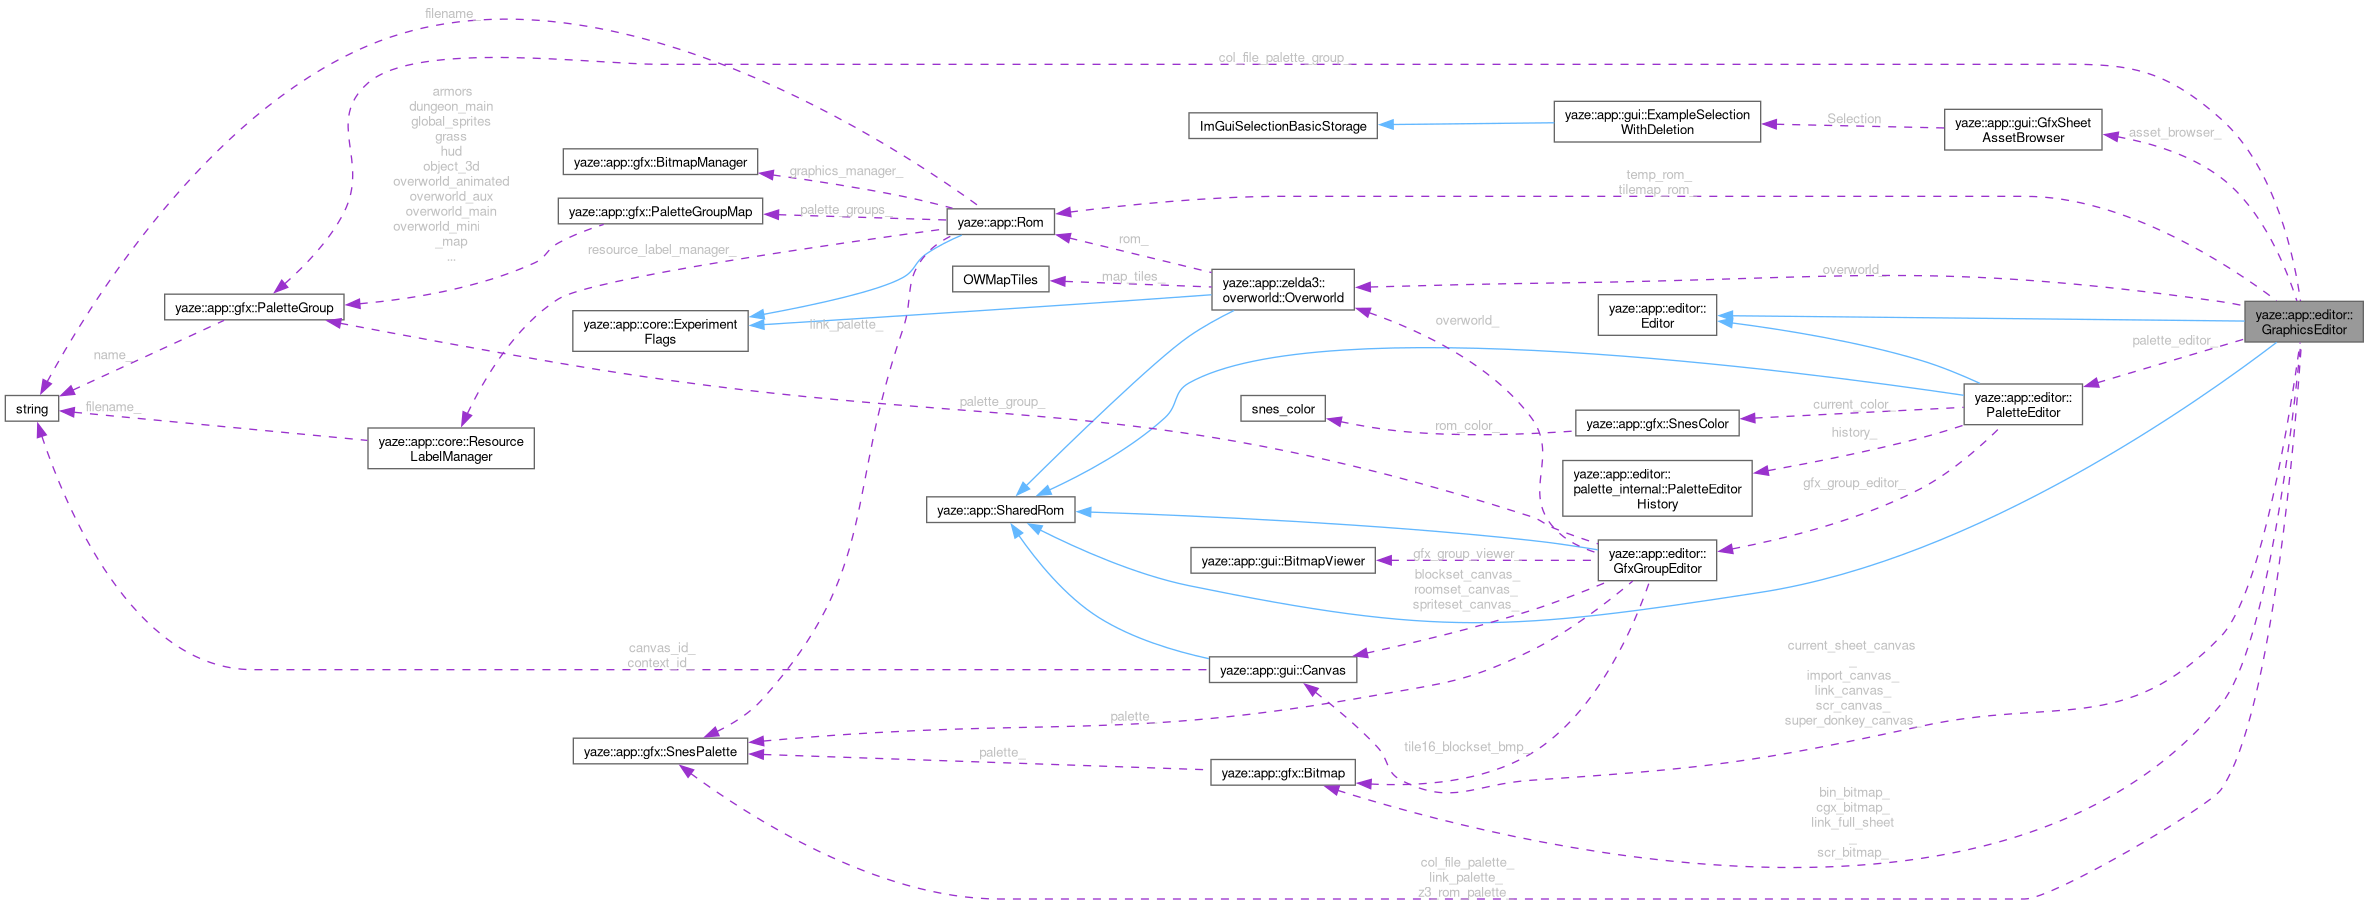 filename_
col_file_palette_group_
armors
dungeon_main
global_sprites
grass
hud
object_3d
overworld_animated
overworld_aux
overworld_main
overworld_mini
_map
...
ImGuiSelectionBasicStorage
yaze::app::gui::ExampleSelection
WithDeletion
Selection
yaze::app::gui::GfxSheet
AssetBrowser
asset_browser_
yaze::app::gfx::BitmapManager
graphics_manager_
temp_rom_
tilemap_rom_
yaze::app::gfx::PaletteGroupMap
palette_groups_
yaze::app::Rom
resource_label_manager_
rom_
OWMapTiles
map_tiles_
yaze::app::zelda3::
overworld::Overworld
overworld_
yaze::app::gfx::PaletteGroup
yaze::app::core::Experiment
Flags
link_palette_
overworld_
yaze::app::editor::
Editor
yaze::app::editor::
GraphicsEditor
palette_editor_
name_
string
filename_
yaze::app::core::Resource
LabelManager
palette_group_
snes_color
rom_color_
yaze::app::gfx::SnesColor
current_color_
history_
yaze::app::editor::
PaletteEditor
yaze::app::editor::
palette_internal::PaletteEditor
History
gfx_group_editor_
yaze::app::SharedRom
yaze::app::gui::BitmapViewer
gfx_group_viewer_
yaze::app::editor::
GfxGroupEditor
blockset_canvas_
roomset_canvas_
spriteset_canvas_
canvas_id_
context_id_
yaze::app::gui::Canvas
current_sheet_canvas
_
import_canvas_
link_canvas_
scr_canvas_
super_donkey_canvas_
palette_
yaze::app::gfx::SnesPalette
palette_
tile16_blockset_bmp_
yaze::app::gfx::Bitmap
bin_bitmap_
cgx_bitmap_
link_full_sheet
_
scr_bitmap_
col_file_palette_
link_palette_
z3_rom_palette_